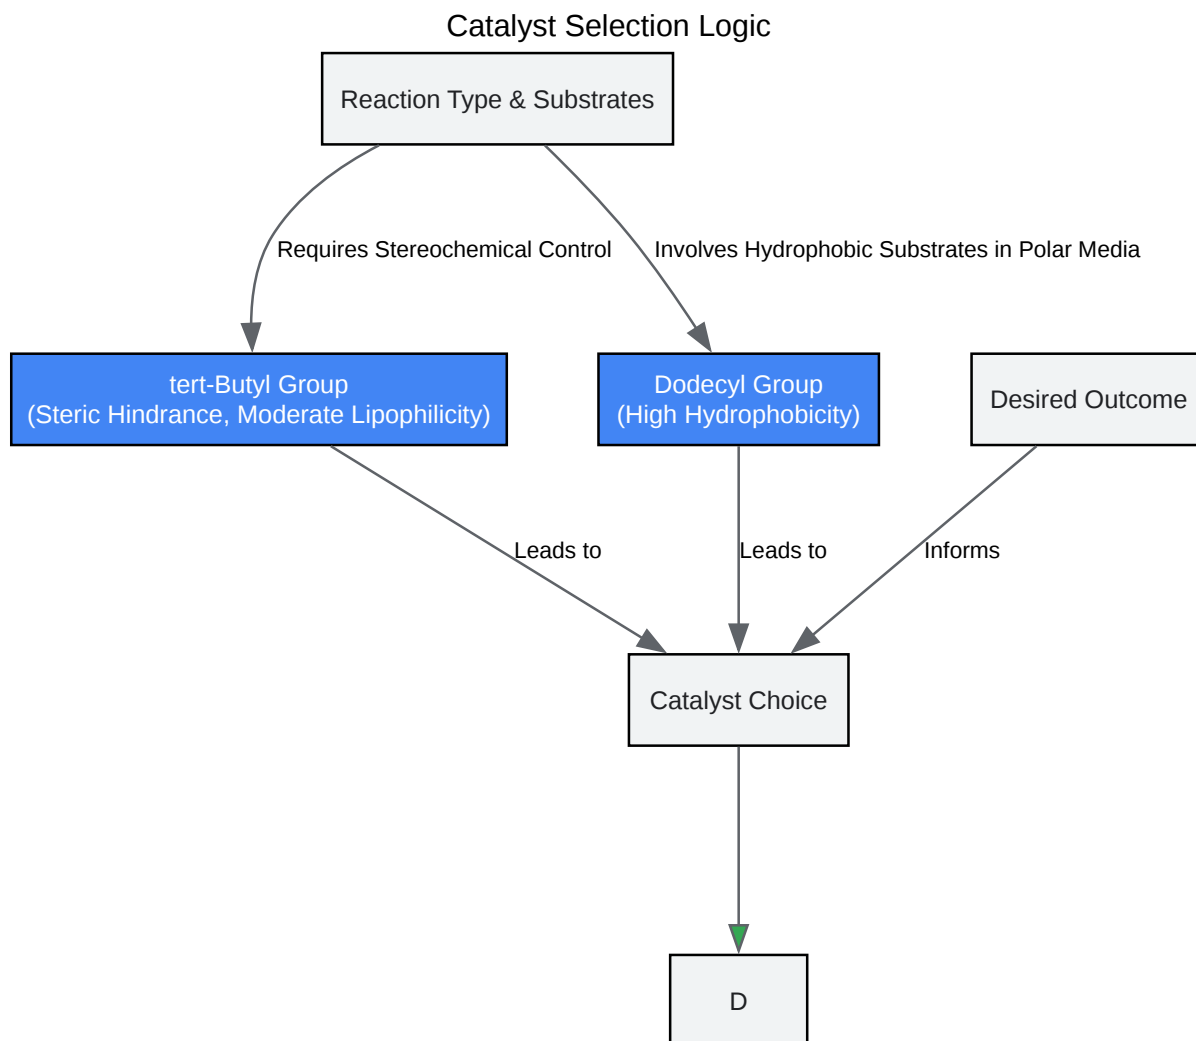 Catalyst Selection Logic
Reaction Type & Substrates
Requires Stereochemical Control
Involves Hydrophobic Substrates in Polar Media
tert-Butyl Group
(Steric Hindrance, Moderate Lipophilicity)
Dodecyl Group
(High Hydrophobicity)
Desired Outcome
Leads to
Leads to
Informs
Catalyst Choice
D